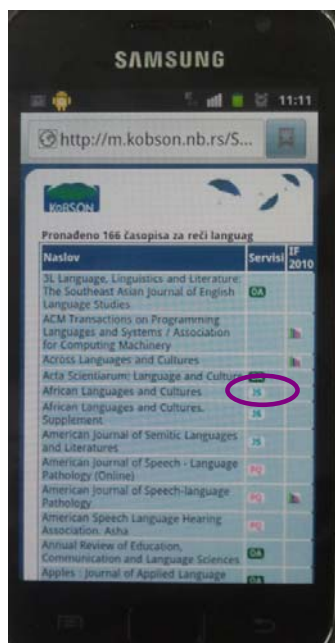 SAMSUNG
11:11
http://m.kobson.nb.rs/S...
KoBSON
Pronađeno 166 časopisa za reči languag
Naslov Servisi IF 2010
3L Language, Linguistics and Literature: OA
The Southeast Asian Journal of English
Language Studies
ACM Transactions on Programming
Languages and Systems / Association
for Computing Machinery
Across Languages and Cultures
Acta Scientiarum: Language and Culture
African Languages and Cultures JS
African Languages and Cultures. JS
Supplement
American Journal of Semitic Languages JS
and Literatures
American Journal of Speech - Language PQ
Pathology (Online)
American Journal of Speech-language PQ
Pathology
American Speech Language Hearing PQ
Association. Asha
Annual Review of Education, OA
Communication and Language Sciences
Apples : Journal of Applied Language OA